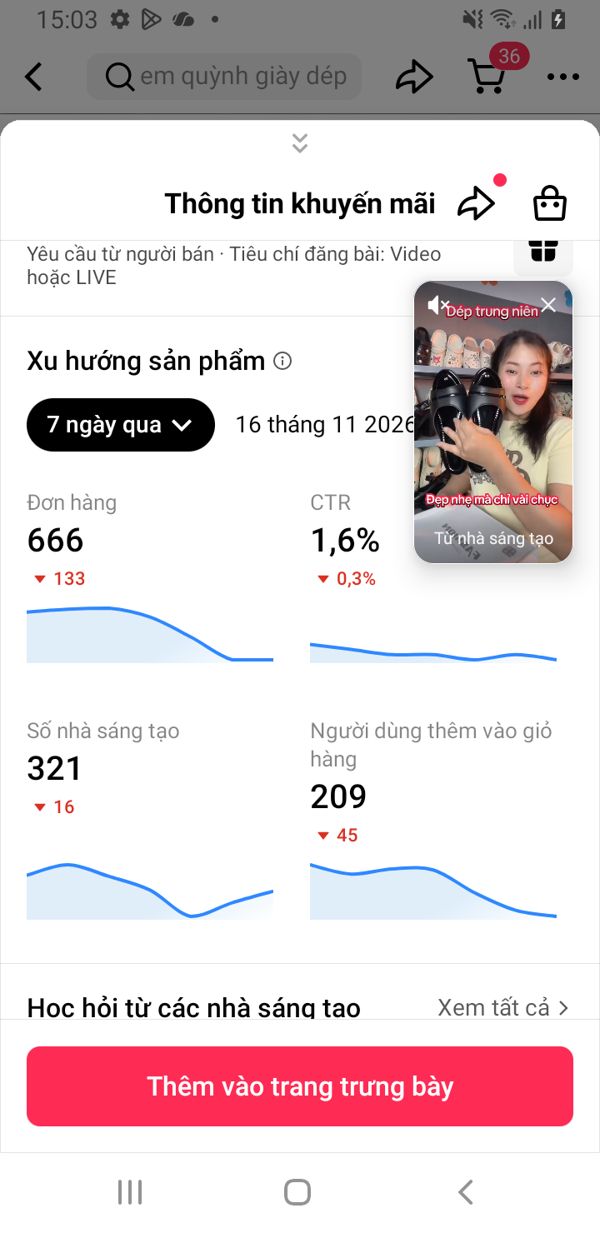 15:03
em quỳnh giày dép
36
Thông tin khuyến mãi
Yêu cầu từ người bán · Tiêu chí đăng bài: Video
hoặc LIVE
Dép trung niên
Xu hướng sản phẩm
7 ngày qua
16 tháng 11 2026
Đẹp nhẹ mà chỉ vài chục
Từ nhà sáng tạo
Đơn hàng
666
133
CTR
1,6%
0,3%
Số nhà sáng tạo
321
16
Người dùng thêm vào giỏ
hàng
209
45
Học hỏi từ các nhà sáng tạo
Xem tất cả
Thêm vào trang trưng bày